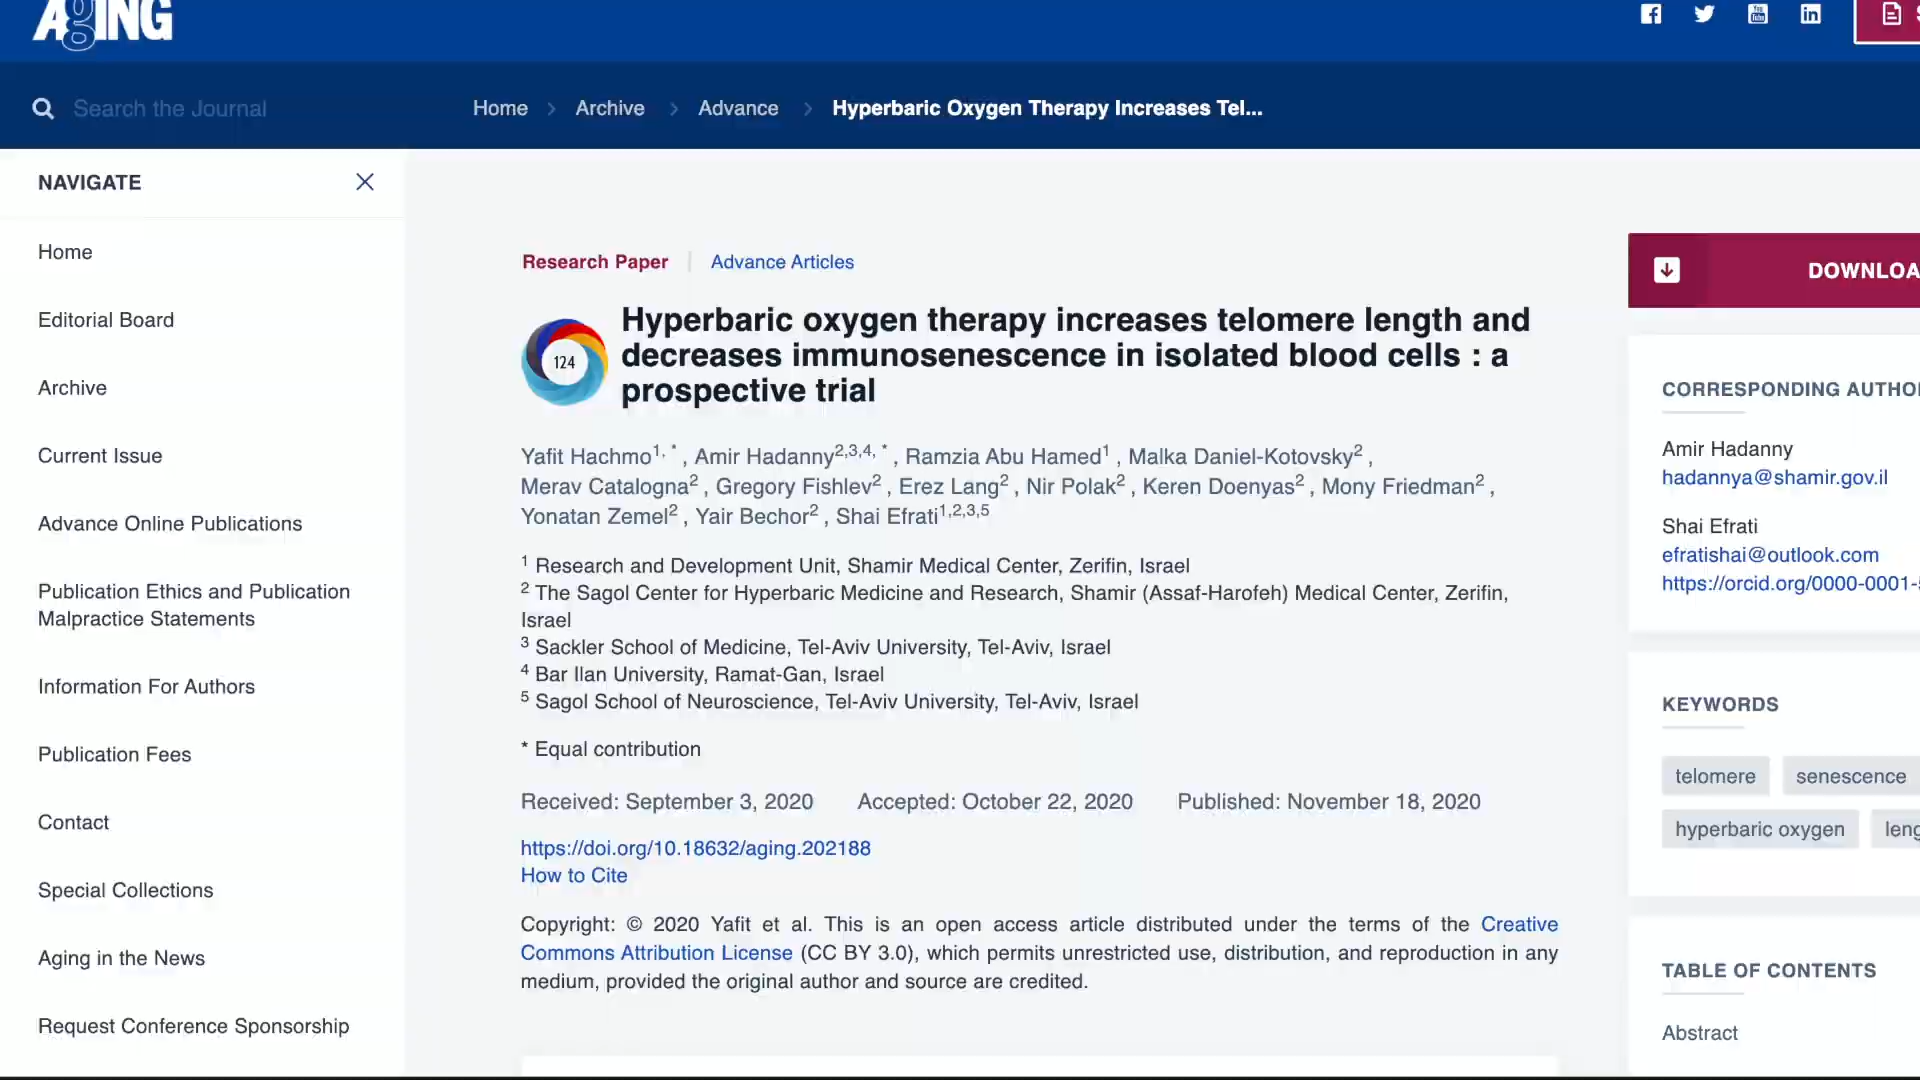 AgING
Search the Journal
Home > Archive > Advance > Hyperbaric Oxygen Therapy Increases Tel...
NAVIGATE
Home
Editorial Board
Archive
Current Issue
Advance Online Publications
Publication Ethics and Publication
Malpractice Statements
Information For Authors
Publication Fees
Contact
Special Collections
Aging in the News
Request Conference Sponsorship
Research Paper | Advance Articles
124
Hyperbaric oxygen therapy increases telomere length and
decreases immunosenescence in isolated blood cells : a
prospective trial
Yafit Hachmo1, * , Amir Hadanny2,3,4, * , Ramzia Abu Hamed1 , Malka Daniel-Kotovsky2 ,
Merav Catalogna2 , Gregory Fishlev2 , Erez Lang2 , Nir Polak2 , Keren Doenyas2 , Mony Friedman2 ,
Yonatan Zemel2 , Yair Bechor2 , Shai Efrati1,2,3,5
1 Research and Development Unit, Shamir Medical Center, Zerifin, Israel
2 The Sagol Center for Hyperbaric Medicine and Research, Shamir (Assaf-Harofeh) Medical Center, Zerifin,
Israel
3 Sackler School of Medicine, Tel-Aviv University, Tel-Aviv, Israel
4 Bar Ilan University, Ramat-Gan, Israel
5 Sagol School of Neuroscience, Tel-Aviv University, Tel-Aviv, Israel
* Equal contribution
Received: September 3, 2020 Accepted: October 22, 2020 Published: November 18, 2020
https://doi.org/10.18632/aging.202188
How to Cite
Copyright: © 2020 Yafit et al. This is an open access article distributed under the terms of the Creative
Commons Attribution License (CC BY 3.0), which permits unrestricted use, distribution, and reproduction in any
medium, provided the original author and source are credited.
DOWNLOA
CORRESPONDING AUTHO
Amir Hadanny
hadannya@shamir.gov.il
Shai Efrati
efratishai@outlook.com
https://orcid.org/0000-0001-
KEYWORDS
telomere senescence
hyperbaric oxygen leng
TABLE OF CONTENTS
Abstract